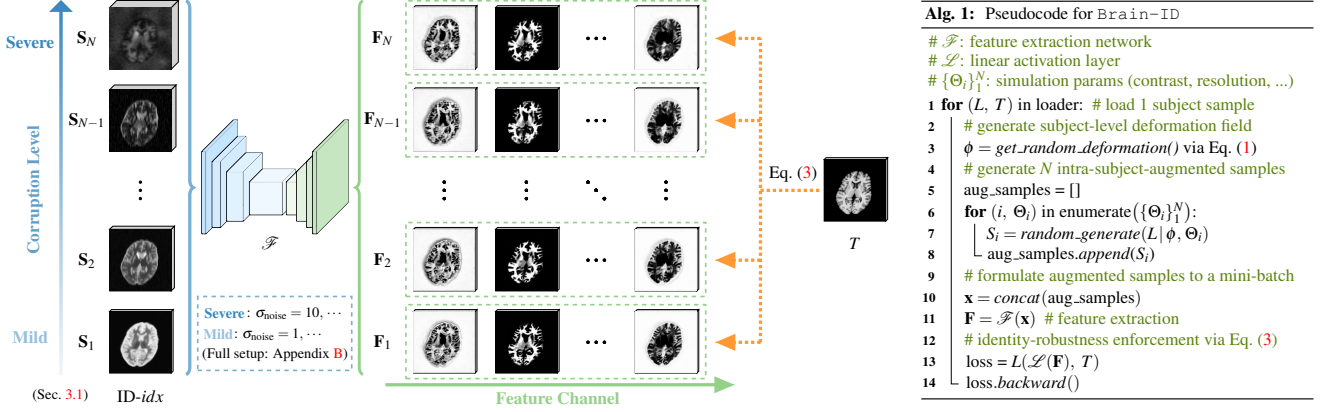 Severe
Corruption Level
Mild
S_N
S_{N−1}
⋮
S_2
S_1
(Sec. 3.1)
ID-idx
ℱ
Severe: σ_noise = 10, ···
Mild: σ_noise = 1, ···
(Full setup: Appendix B)
F_N
···
F_{N−1}
···
⋮ ⋮ ⋱ ⋮
F_2
···
F_1
···
Feature Channel
Eq. (3)
T
Alg. 1: Pseudocode for Brain-ID
# ℱ: feature extraction network
# ℒ: linear activation layer
# {Θ_i}_1^N: simulation params (contrast, resolution, ...)
1 for (L, T) in loader: # load 1 subject sample
2 # generate subject-level deformation field
3 ϕ = get_random_deformation() via Eq. (1)
4 # generate N intra-subject-augmented samples
5 aug_samples = []
6 for (i, Θ_i) in enumerate({Θ_i}_1^N):
7 S_i = random_generate(L | ϕ, Θ_i)
8 aug_samples.append(S_i)
9 # formulate augmented samples to a mini-batch
10 x = concat(aug_samples)
11 F = ℱ(x) # feature extraction
12 # identity-robustness enforcement via Eq. (3)
13 loss = L(ℒ(F), T)
14 loss.backward()